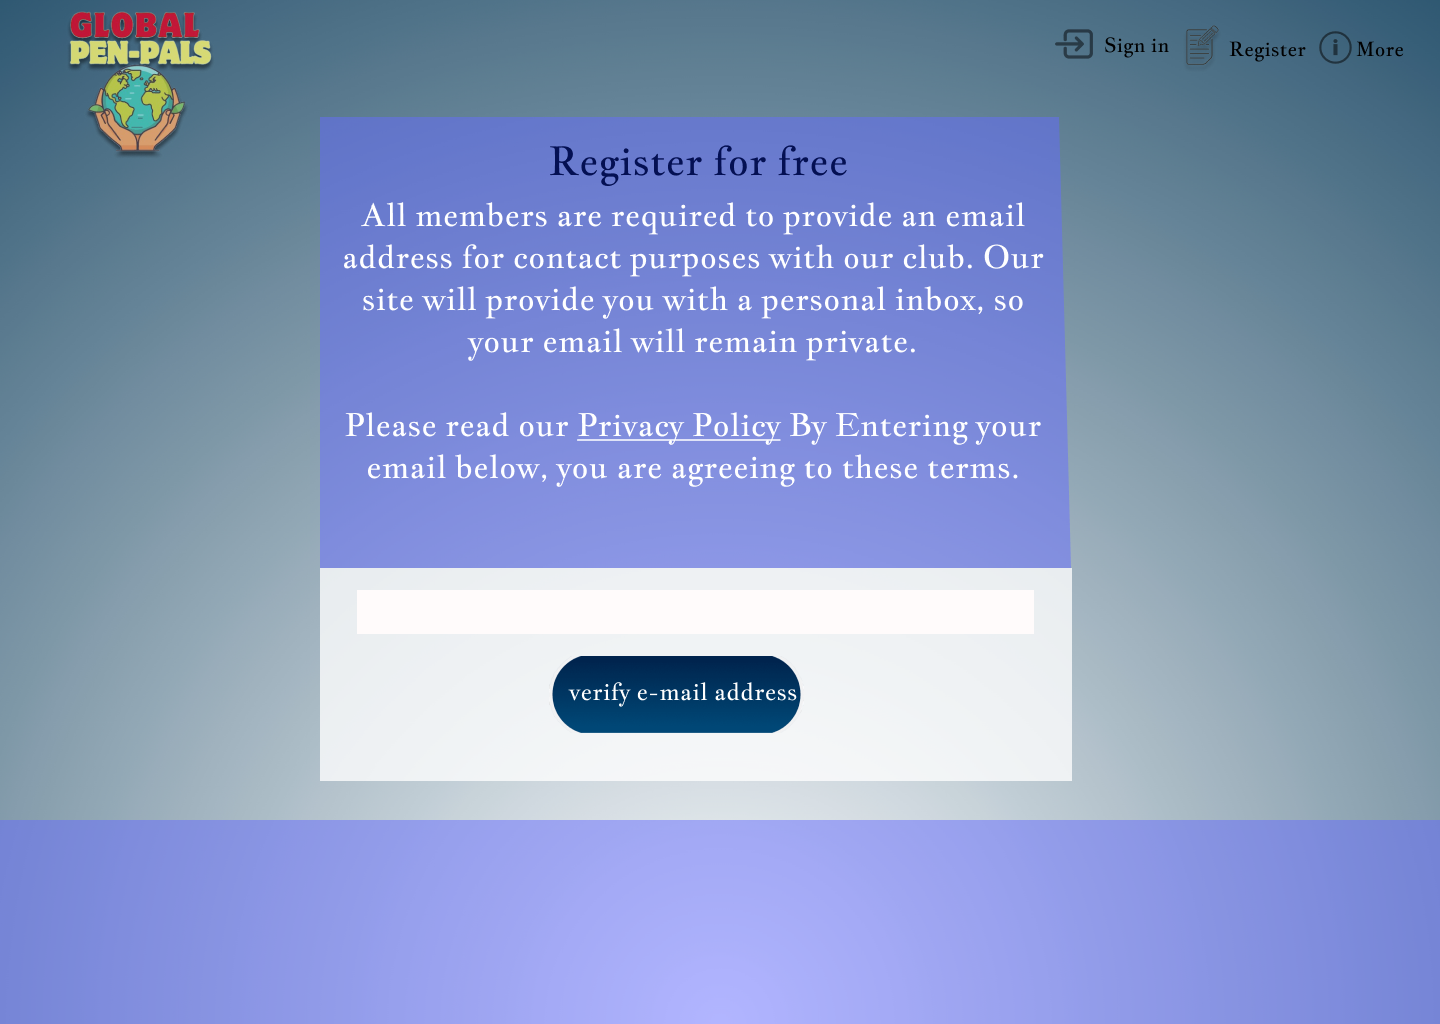 GLOBAL
PEN-PALS
Sign in
Register
More
Register for free
All members are required to provide an email
address for contact purposes with our club. Our
site will provide you with a personal inbox, so
your email will remain private.
Please read our Privacy Policy By Entering your
email below, you are agreeing to these terms.
verify e-mail address